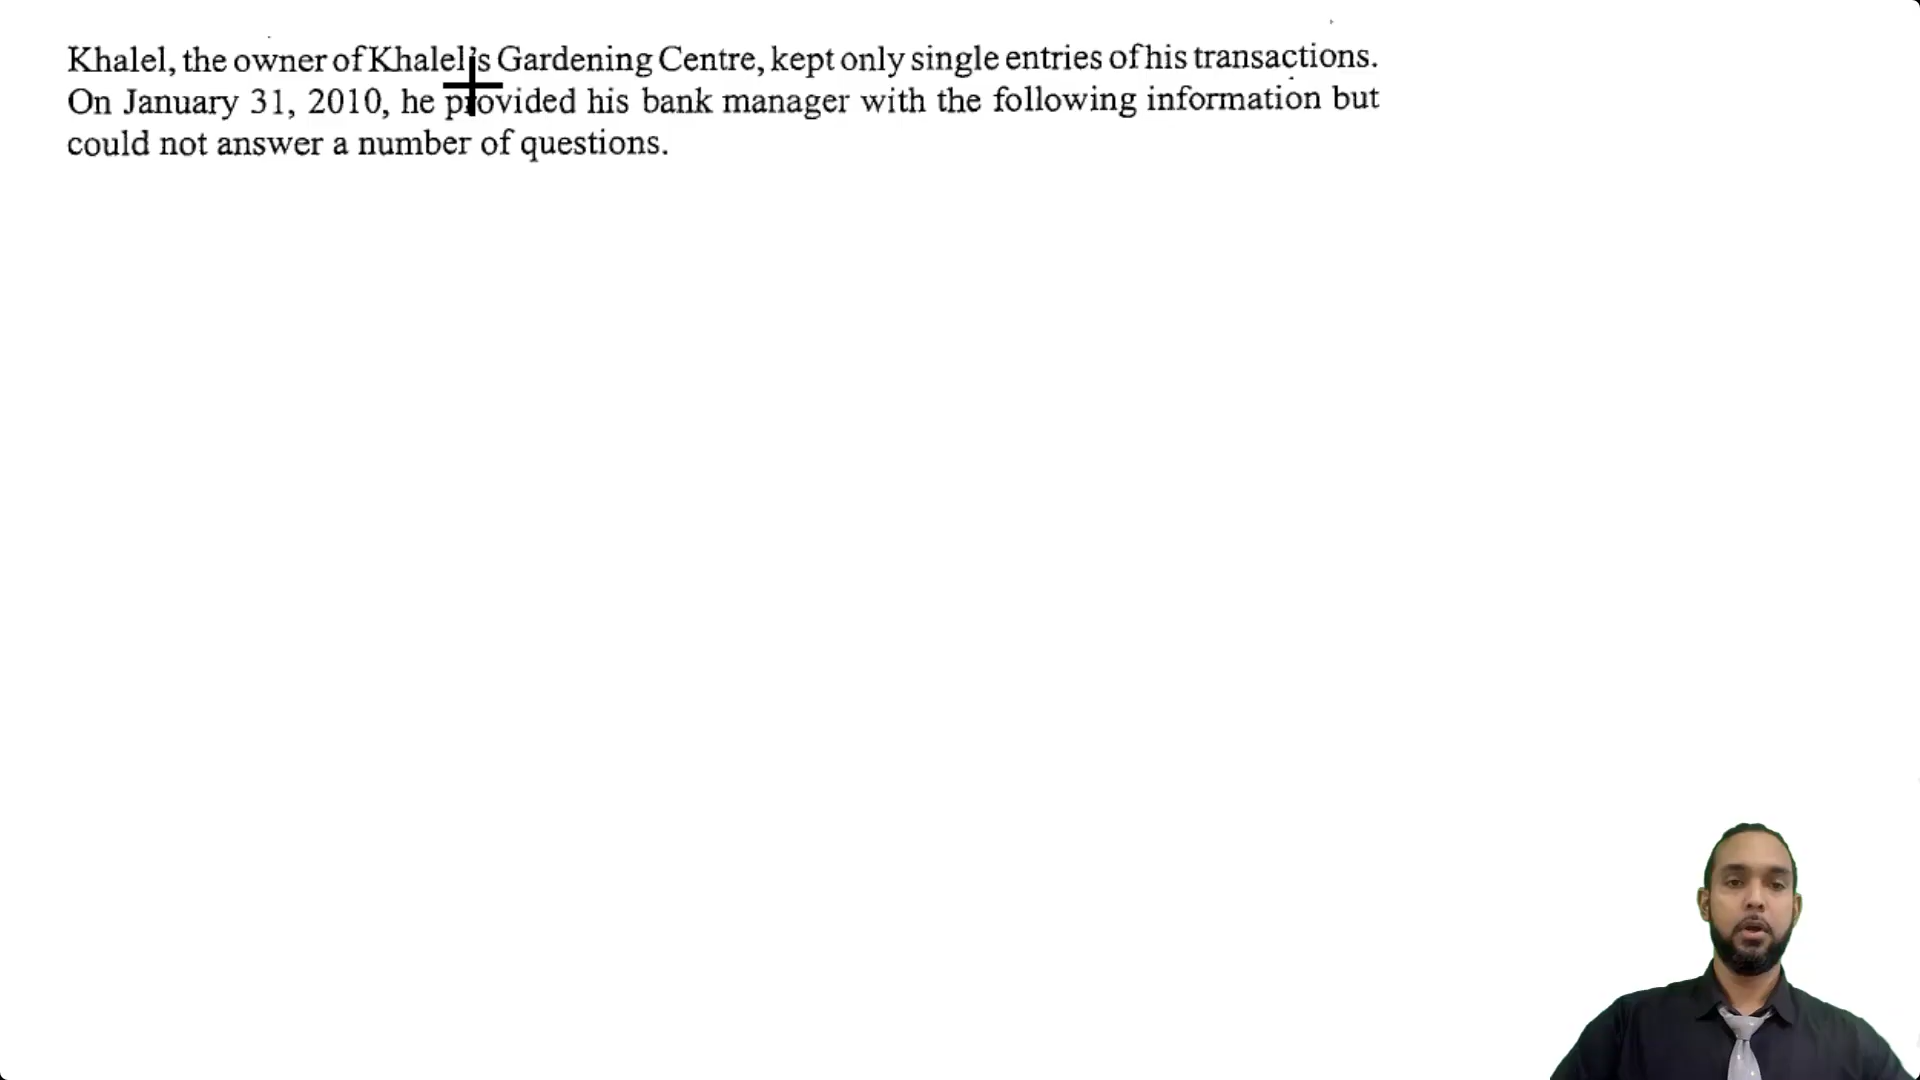 Khalel, the owner of Khalel's Gardening Centre, kept only single entries of his transactions.
On January 31, 2010, he provided his bank manager with the following information but
could not answer a number of questions.